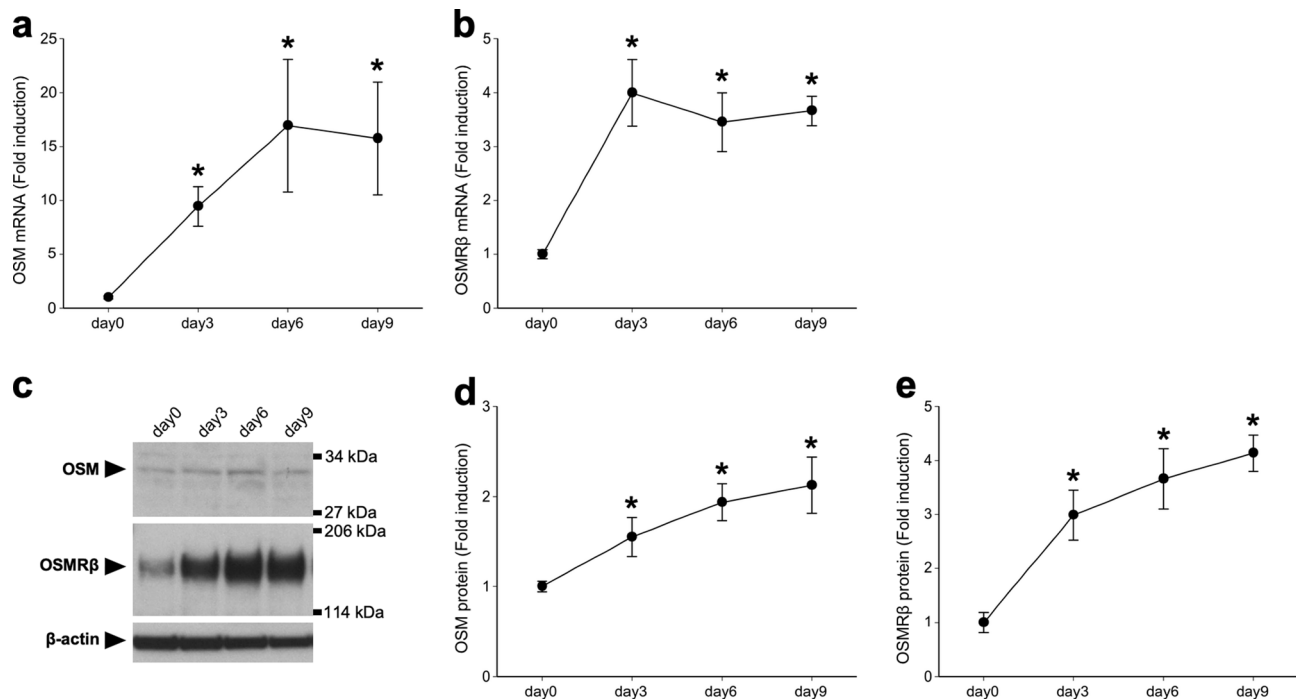 a
OSM mRNA (Fold induction)
25
20
15
10
5
0
*
*
*
day0 day3 day6 day9
b
OSMRβ mRNA (Fold induction)
5
4
3
2
1
0
*
*
*
day0 day3 day6 day9
c
day0 day3 day6 day9
OSM
34 kDa
27 kDa
206 kDa
OSMRβ
114 kDa
β-actin
d
OSM protein (Fold induction)
3
2
1
0
*
*
*
day0 day3 day6 day9
e
OSMRβ protein (Fold induction)
5
4
3
2
1
0
*
*
*
day0 day3 day6 day9